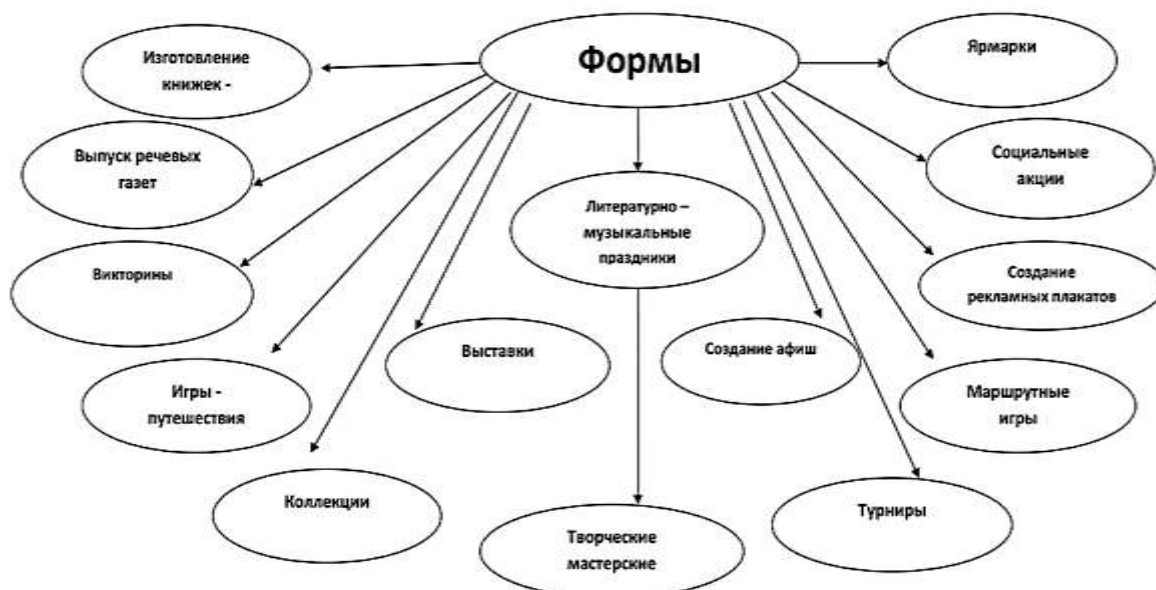 Формы
Изготовление
книжек -
Выпуск речевых
газет
Викторины
Игры -
путешествия
Коллекции
Выставки
Литературно –
музыкальные
праздники
Творческие
мастерские
Создание афиш
Турниры
Маршрутные
игры
Создание
рекламных плакатов
Социальные
акции
Ярмарки